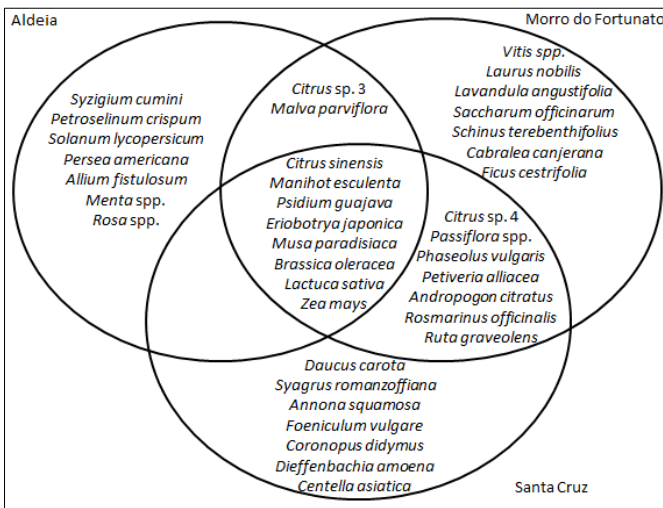 Aldeia
Morro do Fortunato
Syzigium cumini
Petroselinum crispum
Solanum lycopersicum
Persea americana
Allium fistulosum
Menta spp.
Rosa spp.
Citrus sp. 3
Malva parviflora
Vitis spp.
Laurus nobilis
Lavandula angustifolia
Saccharum officinarum
Schinus terebenthifolius
Cabralea canjerana
Ficus cestrifolia
Citrus sinensis
Manihot esculenta
Psidium guajava
Eriobotrya japonica
Musa paradisiaca
Brassica oleracea
Lactuca sativa
Zea mays
Citrus sp. 4
Passiflora spp.
Phaseolus vulgaris
Petiveria alliacea
Andropogon citratus
Rosmarinus officinalis
Ruta graveolens
Daucus carota
Syagrus romanzoffiana
Annona squamosa
Foeniculum vulgare
Coronopus didymus
Dieffenbachia amoena
Centella asiatica
Santa Cruz